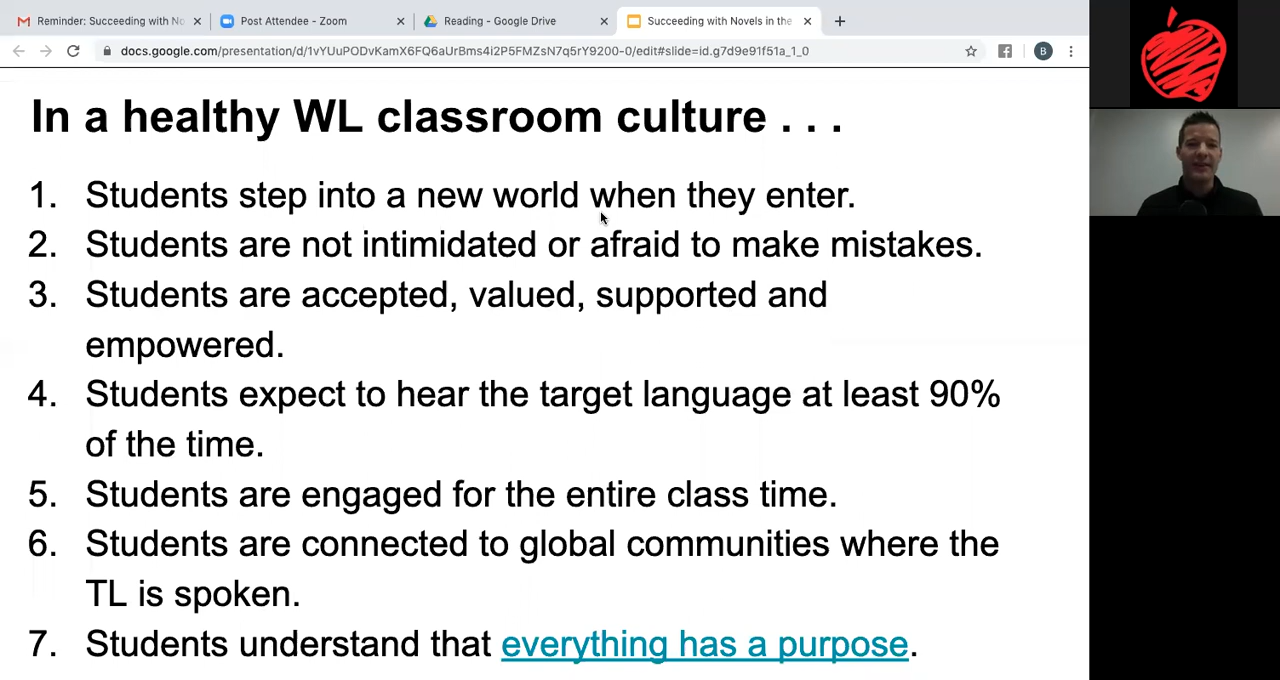 Reminder: Succeeding with No
Post Attendee - Zoom
Reading - Google Drive
Succeeding with Novels in the
docs.google.com/presentation/d/1vYUuPODvKamX6FQ6aUrBms4i2P5FMZsN7q5rY9200-0/edit#slide=id.g7d9e91f51a_1_0
B
In a healthy WL classroom culture . . .
1. Students step into a new world when they enter.
2. Students are not intimidated or afraid to make mistakes.
3. Students are accepted, valued, supported and
empowered.
4. Students expect to hear the target language at least 90%
of the time.
5. Students are engaged for the entire class time.
6. Students are connected to global communities where the
TL is spoken.
7. Students understand that everything has a purpose.